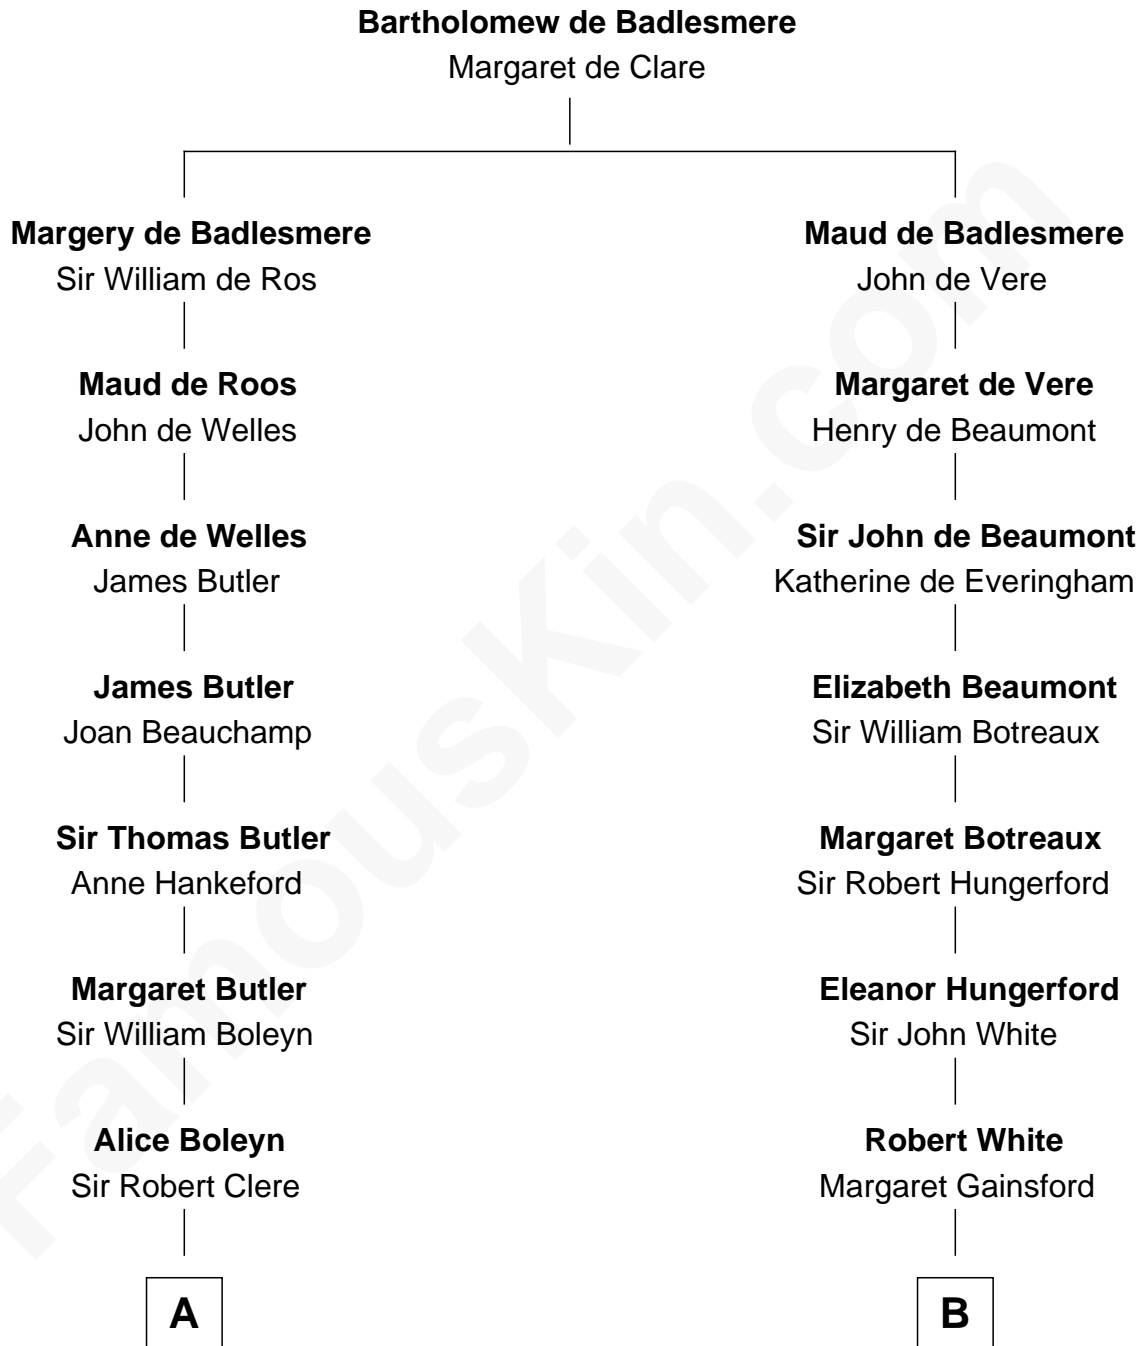 Bartholomew de Badlesmere
Margaret de Clare
Margery de Badlesmere
Sir William de Ros
Maud de Badlesmere
John de Vere
Maud de Roos
John de Welles
Margaret de Vere
Henry de Beaumont
Anne de Welles
James Butler
Sir John de Beaumont
Katherine de Everingham
James Butler
Joan Beauchamp
Elizabeth Beaumont
Sir William Botreaux
Sir Thomas Butler
Anne Hankeford
Margaret Botreaux
Sir Robert Hungerford
Margaret Butler
Sir William Boleyn
Eleanor Hungerford
Sir John White
Alice Boleyn
Sir Robert Clere
Robert White
Margaret Gainsford
A
B
FamousKin.com